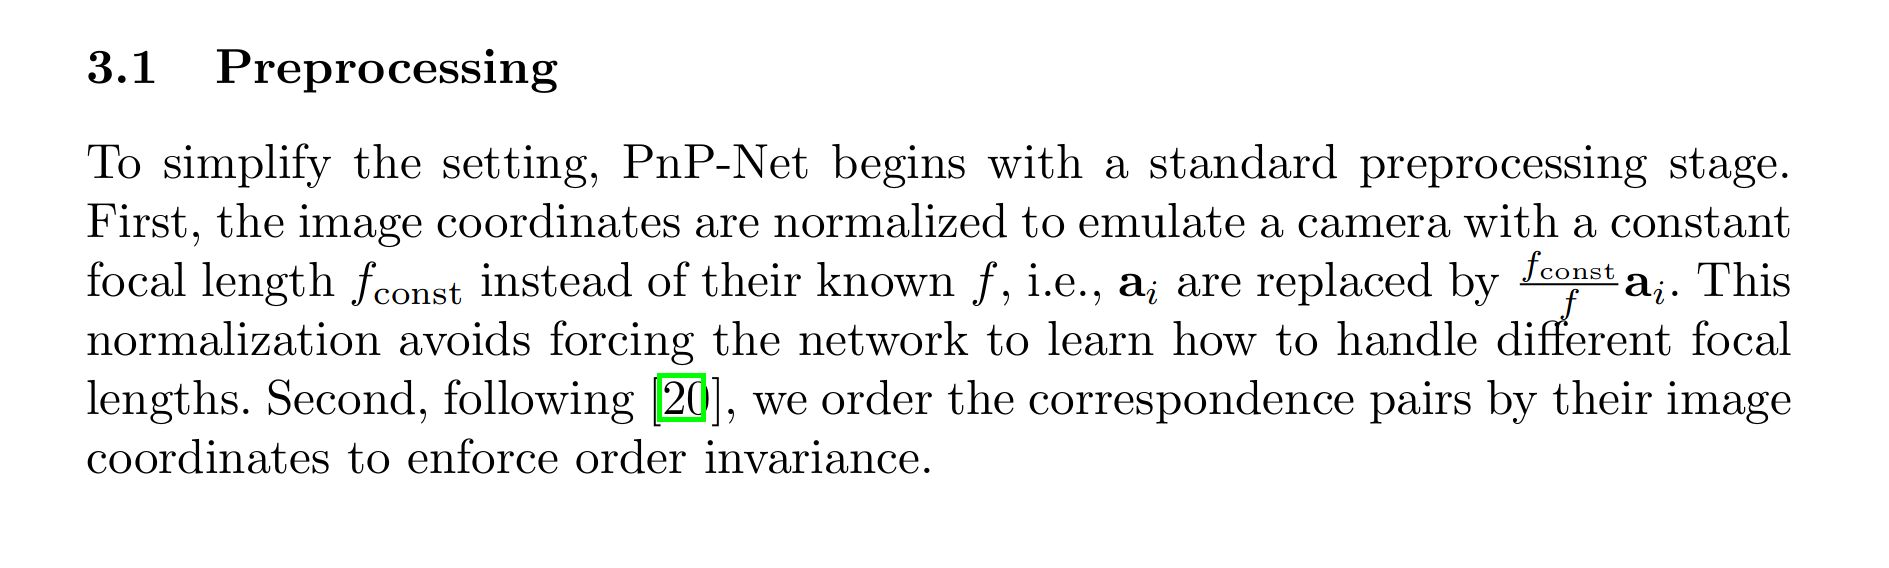 3.1 Preprocessing
To simplify the setting, PnP-Net begins with a standard preprocessing stage.
First, the image coordinates are normalized to emulate a camera with a constant
focal length $f_{\text{const}}$ instead of their known $f$, i.e., $\mathbf{a}_i$ are replaced by $\frac{f_{\text{const}}}{f}\mathbf{a}_i$. This
normalization avoids forcing the network to learn how to handle different focal
lengths. Second, following [20], we order the correspondence pairs by their image
coordinates to enforce order invariance.